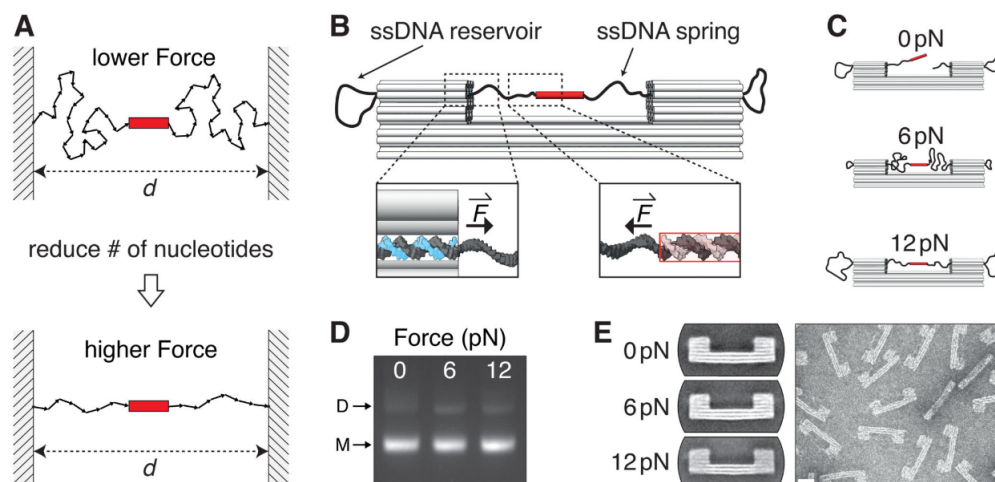 A
lower Force
d
reduce # of nucleotides
higher Force
d
B
ssDNA reservoir
ssDNA spring
F
F
C
0 pN
6 pN
12 pN
D
Force (pN)
0 6 12
D
M
E
0 pN
6 pN
12 pN